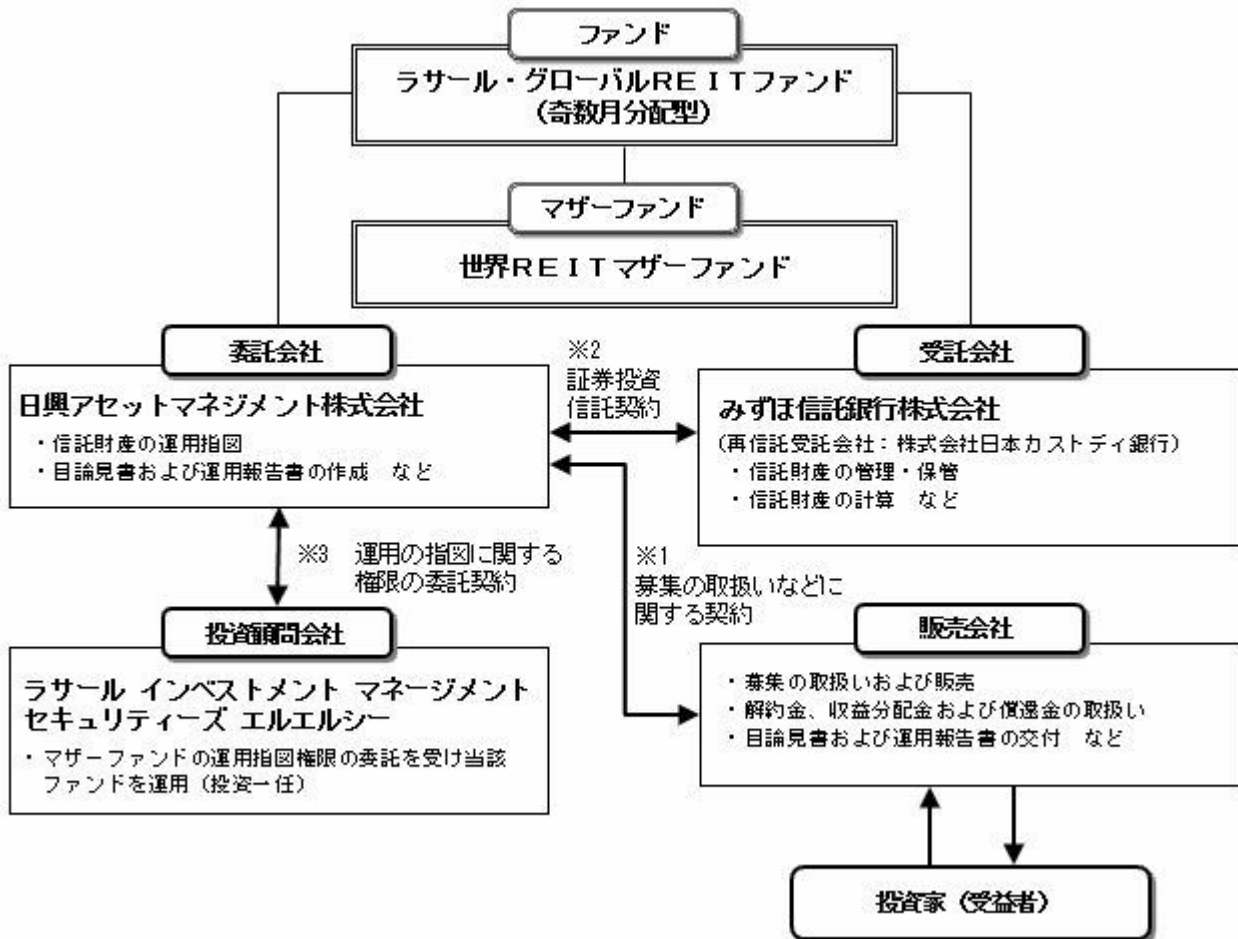 ファンド
ラサール・グローバルREITファンド
(奇数月分配型)
マザーファンド
世界REITマザーファンド
委託会社
日興アセットマネジメント株式会社
・信託財産の運用指図
・目論見書および運用報告書の作成 など
※2
証券投資
信託契約
受託会社
みずほ信託銀行株式会社
(再信託受託会社:株式会社日本カストディ銀行)
・信託財産の管理・保管
・信託財産の計算 など
※3 運用の指図に関する
権限の委託契約
※1
募集の取扱いなどに
関する契約
投資顧問会社
ラサール インベストメント マネージメント
セキュリティーズ エルエルシー
・マザーファンドの運用指図権限の委託を受け当該
ファンドを運用(投資一任)
販売会社
・募集の取扱いおよび販売
・解約金、収益分配金および償還金の取扱い
・目論見書および運用報告書の交付 など
投資家(受益者)